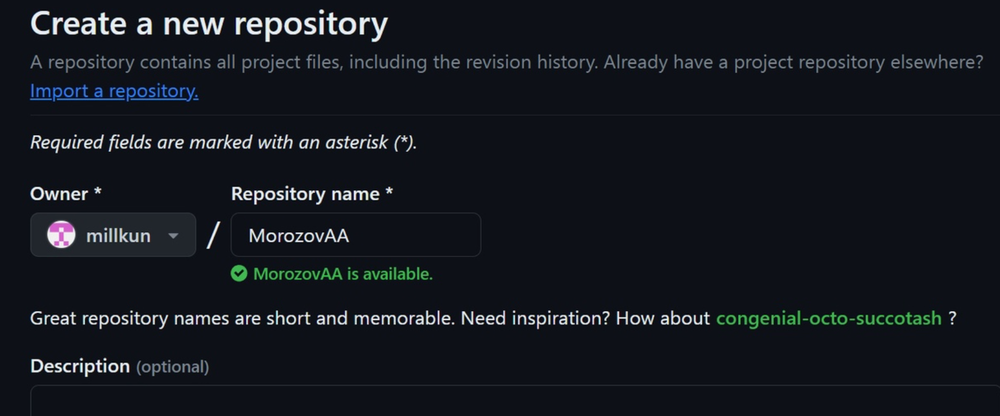 Create a new repository
A repository contains all project files, including the revision history. Already have a project repository elsewhere?
Import a repository.
Required fields are marked with an asterisk (*).
Owner * Repository name *
millkun / MorozovAA
MorozovAA is available.
Great repository names are short and memorable. Need inspiration? How about congenial-octo-succotash ?
Description (optional)